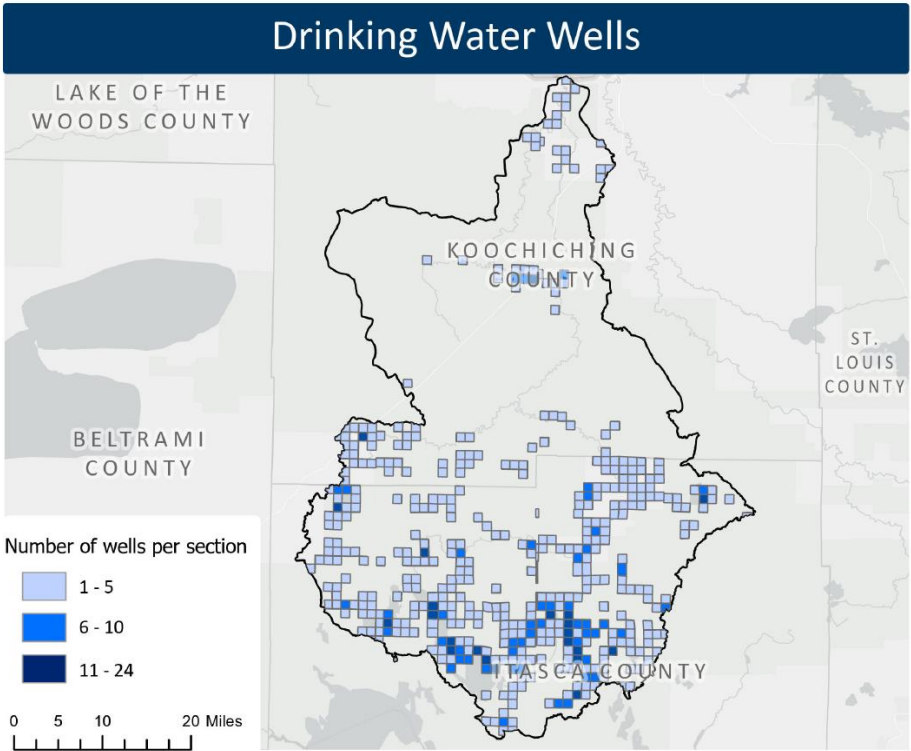 Drinking Water Wells
LAKE OF THE
WOODS COUNTY
KOOCHICHING
COUNTY
ST.
LOUIS
COUNTY
BELTRAMI
COUNTY
Number of wells per section
1 - 5
6 - 10
11 - 24
ITASCA COUNTY
0 5 10 20 Miles